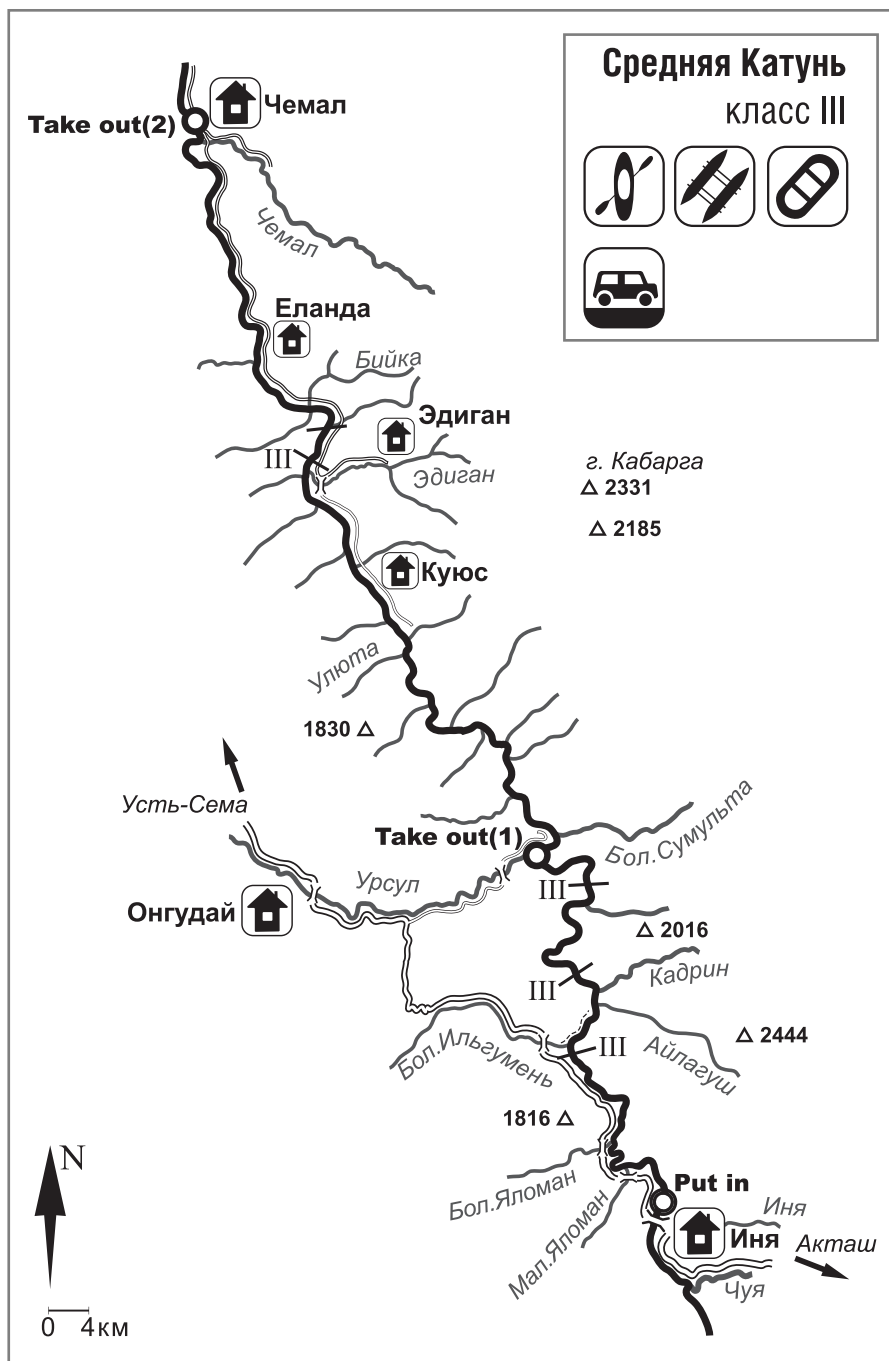 Средняя Катунь
класс III
Чемал
Take out(2)
Чемал
Еланда
Бийка
Эдиган
III
Эдиган
г. Кабарга
2331
2185
Куюс
Улюта
1830
Усть-Сема
Take out(1)
Бол.Сумульта
Урсул
III
Онгудай
2016
Кадрин
III
III
2444
Айлагуш
Бол.Ильгумень
1816
N
Put in
Бол.Яломан
Иня
Мал.Яломан
Иня
Акташ
Чуя
0 4км